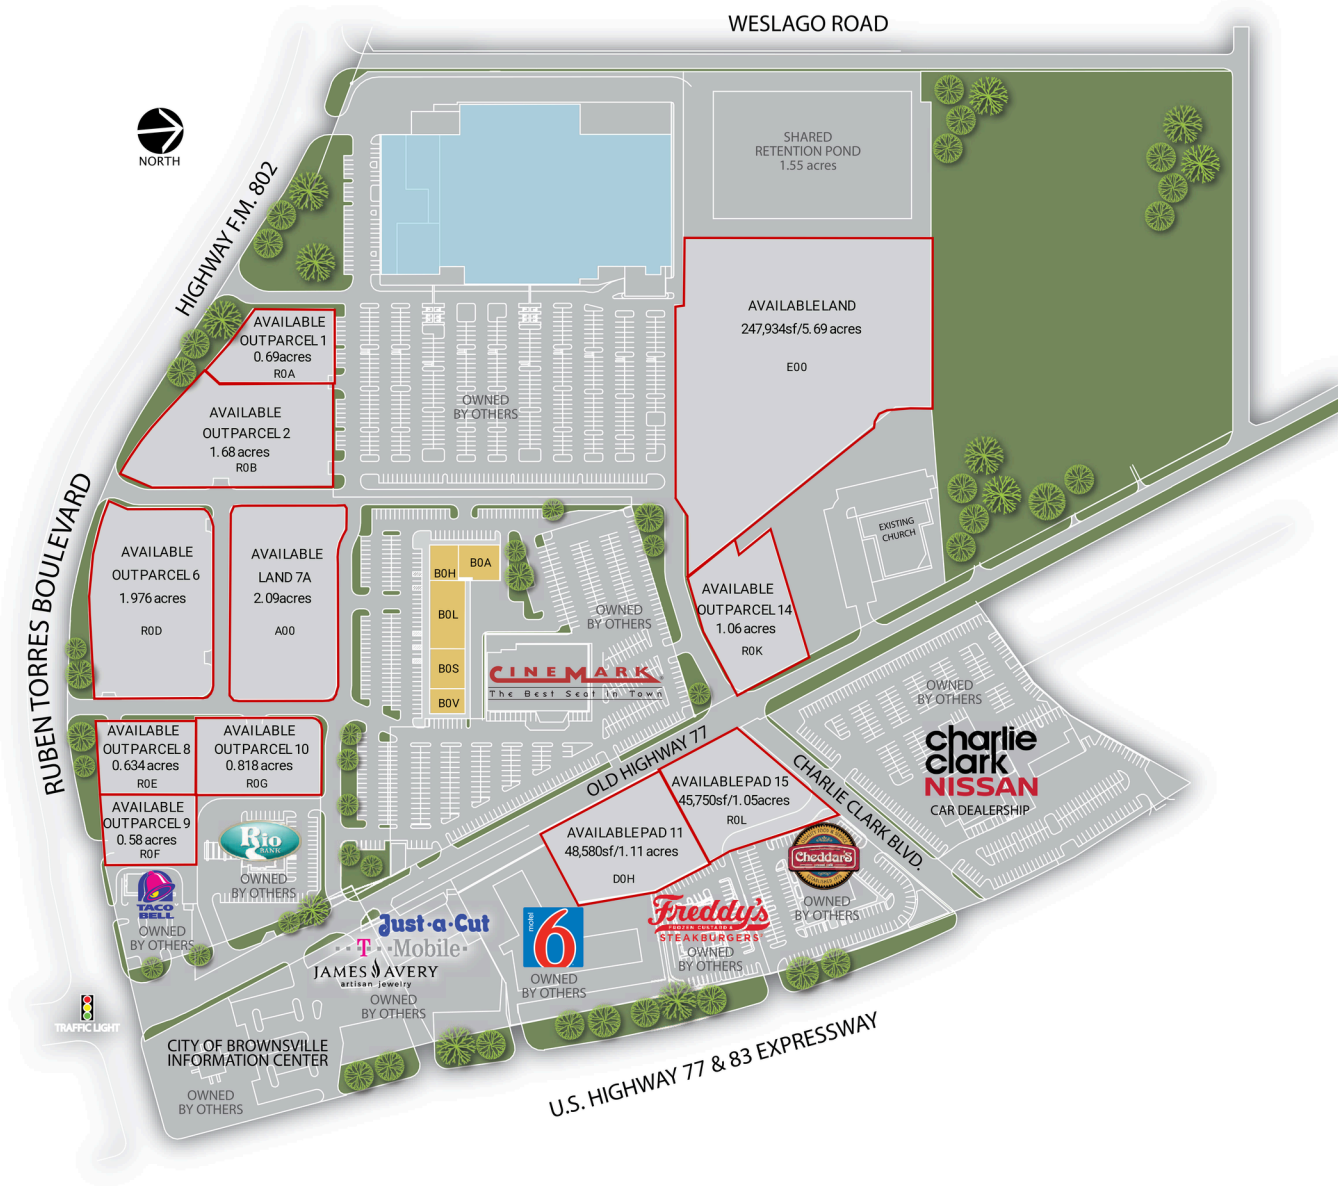 WESLAGO ROAD
NORTH
HIGHWAY F.M. 802
SHARED
RETENTION POND
1.55 acres
AVAILABLE LAND
247,934sf/5.69 acres
E00
AVAILABLE
OUTPARCEL 1
0.69acres
R0A
AVAILABLE
OUTPARCEL 2
1.68 acres
R0B
OWNED
BY OTHERS
RUBEN TORRES BOULEVARD
AVAILABLE
OUTPARCEL 6
1.976 acres
R0D
AVAILABLE
LAND 7A
2.09acres
A00
B0H
B0A
B0L
B0S
B0V
OWNED
BY OTHERS
CINEMARK
The Best Seat In Town
EXISTING
CHURCH
AVAILABLE
OUTPARCEL 14
1.06 acres
R0K
OWNED
BY OTHERS
charlie
clark
NISSAN
CAR DEALERSHIP
AVAILABLE
OUTPARCEL 8
0.634 acres
R0E
AVAILABLE
OUTPARCEL 10
0.818 acres
R0G
AVAILABLE
OUTPARCEL 9
0.58 acres
R0F
Rio
BANK
OWNED
BY OTHERS
OLD HIGHWAY 77
CHARLIE CLARK BLVD.
AVAILABLE PAD 15
45,750sf/1.05acres
R0L
AVAILABLE PAD 11
48,580sf/1.11 acres
D0H
Cheddar's
OWNED
BY OTHERS
TACO
BELL
OWNED
BY OTHERS
Just-a-Cut
T Mobile
JAMES AVERY
artisan jewelry
OWNED
BY OTHERS
motel
6
OWNED
BY OTHERS
Freddy's
FROZEN CUSTARD &
STEAKBURGERS
OWNED
BY OTHERS
TRAFFIC LIGHT
CITY OF BROWNSVILLE
INFORMATION CENTER
OWNED
BY OTHERS
U.S. HIGHWAY 77 & 83 EXPRESSWAY